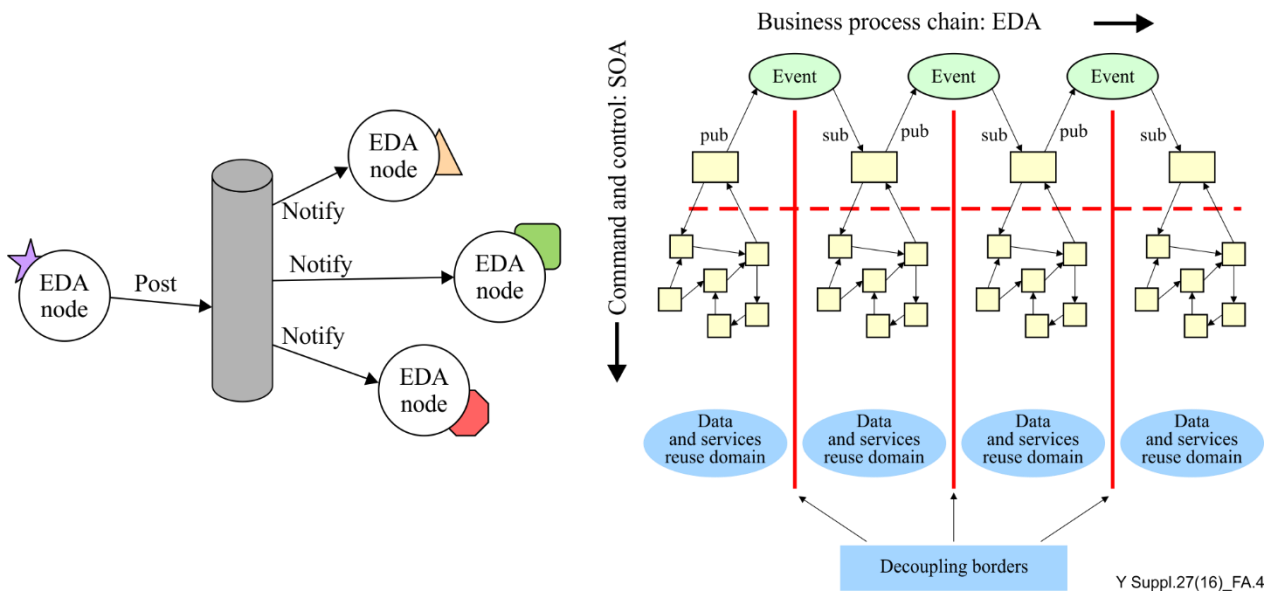 EDA
node
Post
Notify
EDA
node
Notify
EDA
node
Notify
EDA
node
Business process chain: EDA
Command and control: SOA
Event
Event
Event
pub
sub
pub
sub
pub
sub
Data
and services
reuse domain
Data
and services
reuse domain
Data
and services
reuse domain
Data
and services
reuse domain
Decoupling borders
Y Suppl.27(16)_FA.4